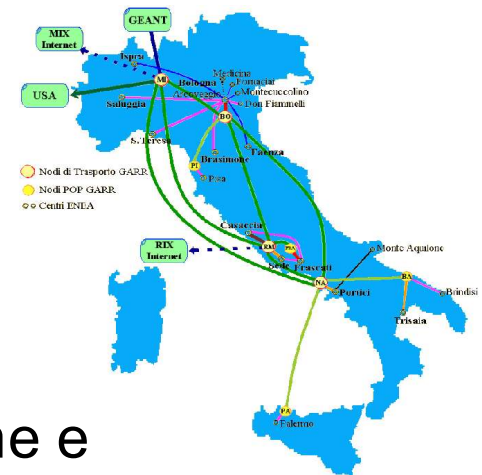 GEANT
MIX
Internet
Ispra
MI
Bologna
Medicina
Fornaciai
Montecuccolino
Don Fiammelli
USA
Saluggia
BO
S. Teresa
Brasimone
Faenza
PI
Pisa
Nodi di Trasporto GARR
Nodi POP GARR
Centri ENEA
Casaccia
RIX
Internet
RM
Sede
Frascati
Monte Aquilone
NA
Portici
BA
Brindisi
Trisaia
PA
Palermo
ne e